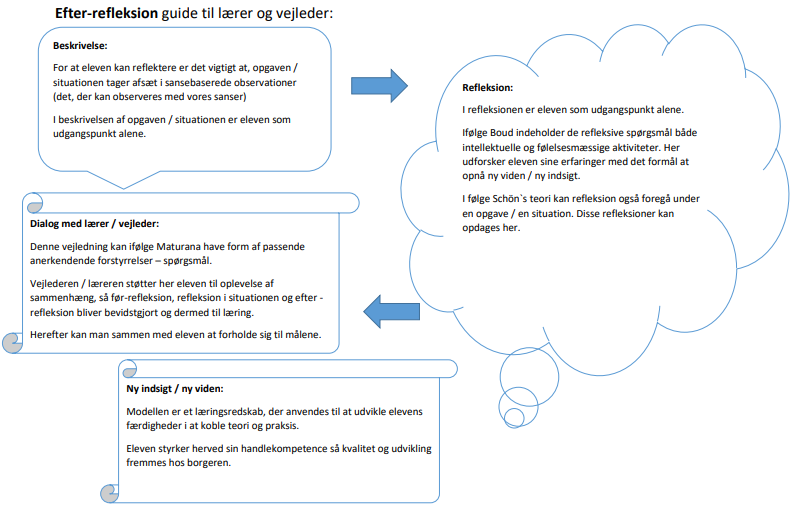 Efter-refleksion guide til lærer og vejleder:
Beskrivelse:
For at eleven kan reflektere er det vigtigt at, opgaven /
situationen tager afsæt i sansebaserede observationer
(det, der kan observeres med vores sanser)
I beskrivelsen af opgaven / situationen er eleven som
udgangspunkt alene.
Refleksion:
I refleksionen er eleven som udgangspunkt alene.
Ifølge Boud indeholder de refleksive spørgsmål både
intellektuelle og følelsesmæssige aktiviteter. Her
udforsker eleven sine erfaringer med det formål at
opnå ny viden / ny indsigt.
I følge Schön`s teori kan refleksion også foregå under
en opgave / en situation. Disse refleksioner kan
opdages her.
Dialog med lærer / vejleder:
Denne vejledning kan ifølge Maturana have form af passende
anerkendende forstyrrelser – spørgsmål.
Vejlederen / læreren støtter her eleven til oplevelse af
sammenhæng, så før-refleksion, refleksion i situationen og efter -
refleksion bliver bevidstgjort og dermed til læring.
Herefter kan man sammen med eleven at forholde sig til målene.
Ny indsigt / ny viden:
Modellen er et læringsredskab, der anvendes til at udvikle elevens
færdigheder i at koble teori og praksis.
Eleven styrker herved sin handlekompetence så kvalitet og udvikling
fremmes hos borgeren.